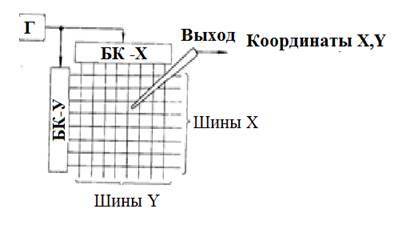 Г
Выход
Координаты X,Y
БК -Х
БК-У
Шины X
Шины Y